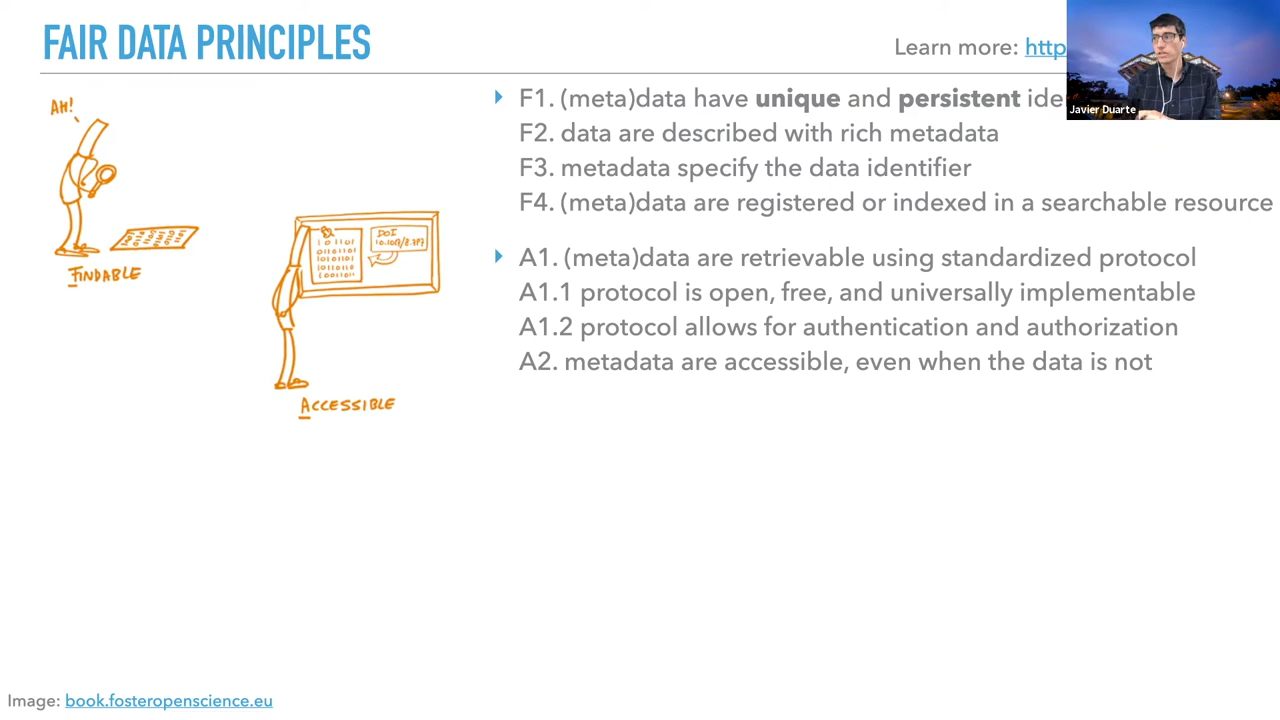 FAIR DATA PRINCIPLES
Learn more: http
Javier Duarte
F1. (meta)data have unique and persistent ide
F2. data are described with rich metadata
F3. metadata specify the data identifier
F4. (meta)data are registered or indexed in a searchable resource
A1. (meta)data are retrievable using standardized protocol
A1.1 protocol is open, free, and universally implementable
A1.2 protocol allows for authentication and authorization
A2. metadata are accessible, even when the data is not
AH!
FINDABLE
DOI
ACCESSIBLE
Image: book.fosteropenscience.eu